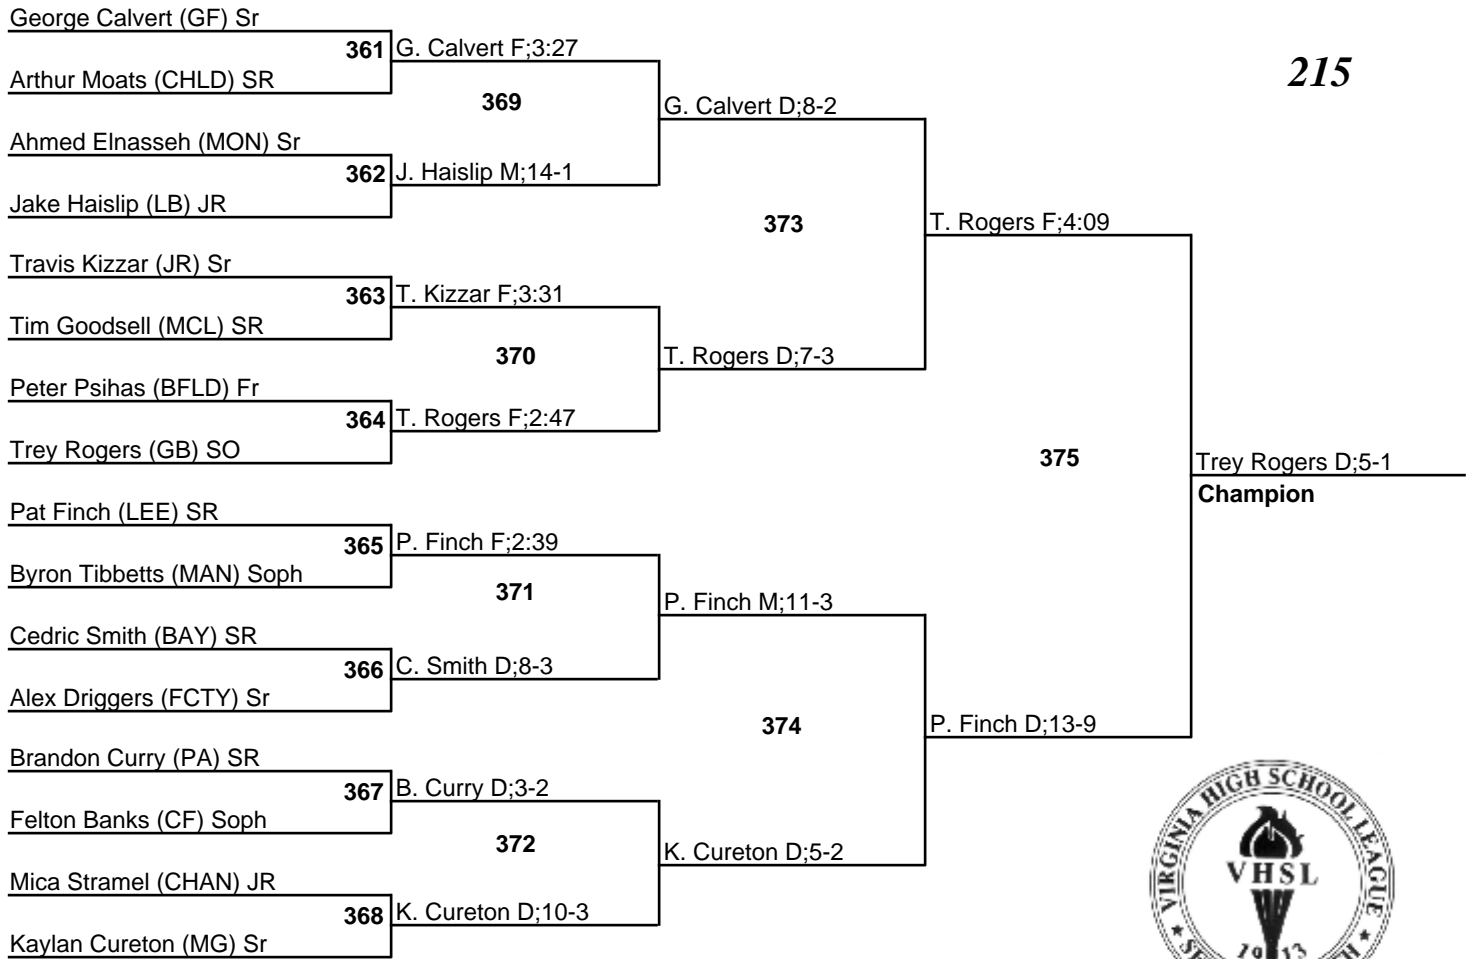 George Calvert (GF) Sr
361 G. Calvert F;3:27
Arthur Moats (CHLD) SR
215
369
G. Calvert D;8-2
Ahmed Elnasseh (MON) Sr
362 J. Haislip M;14-1
Jake Haislip (LB) JR
373
T. Rogers F;4:09
Travis Kizzar (JR) Sr
363 T. Kizzar F;3:31
Tim Goodsell (MCL) SR
370
T. Rogers D;7-3
Peter Psihas (BFLD) Fr
364 T. Rogers F;2:47
Trey Rogers (GB) SO
375
Trey Rogers D;5-1
Champion
Pat Finch (LEE) SR
365 P. Finch F;2:39
Byron Tibbetts (MAN) Soph
371
P. Finch M;11-3
Cedric Smith (BAY) SR
366 C. Smith D;8-3
Alex Driggers (FCTY) Sr
374
P. Finch D;13-9
Brandon Curry (PA) SR
367 B. Curry D;3-2
Felton Banks (CF) Soph
372
K. Cureton D;5-2
Mica Stramel (CHAN) JR
368 K. Cureton D;10-3
Kaylan Cureton (MG) Sr
VIRGINIA HIGH SCHOOL LEAGUE
VHSL
1913